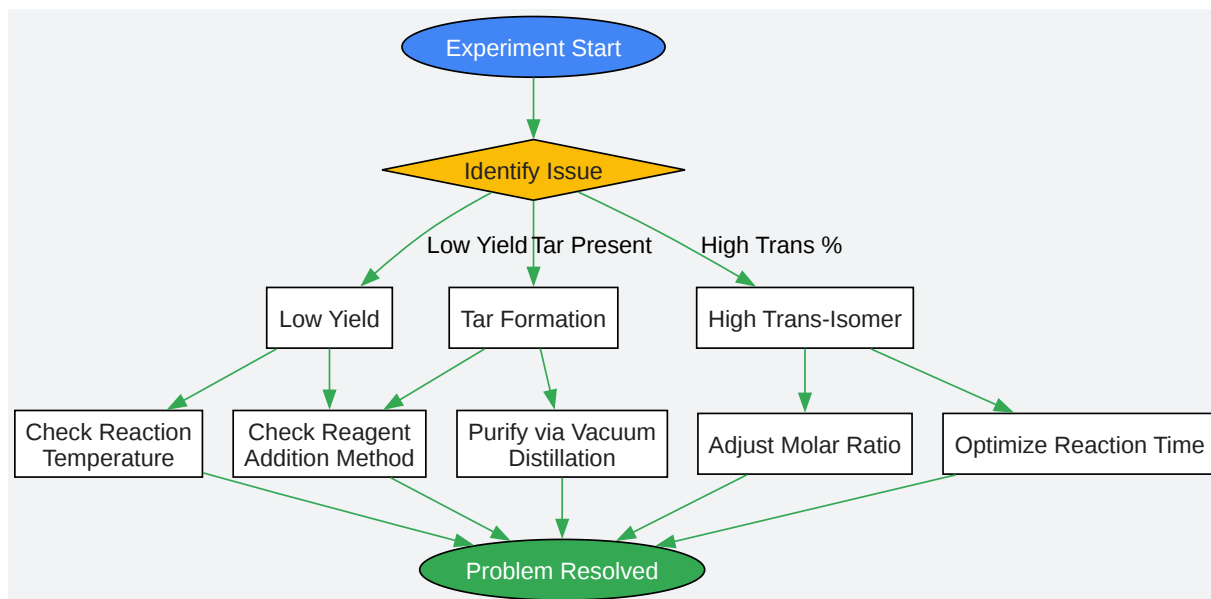 Experiment Start
Identify Issue
Low Yield
Tar Present
High Trans %
Low Yield
Tar Formation
High Trans-Isomer
Check Reaction
Temperature
Check Reagent
Addition Method
Purify via Vacuum
Distillation
Adjust Molar Ratio
Optimize Reaction Time
Problem Resolved